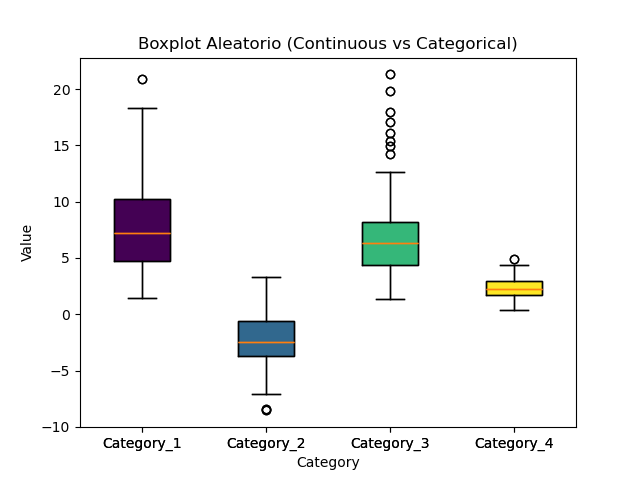 Boxplot Aleatorio (Continuous vs Categorical)
20
15
10
5
0
−5
−10
Value
Category_1 Category_2 Category_3 Category_4
Category